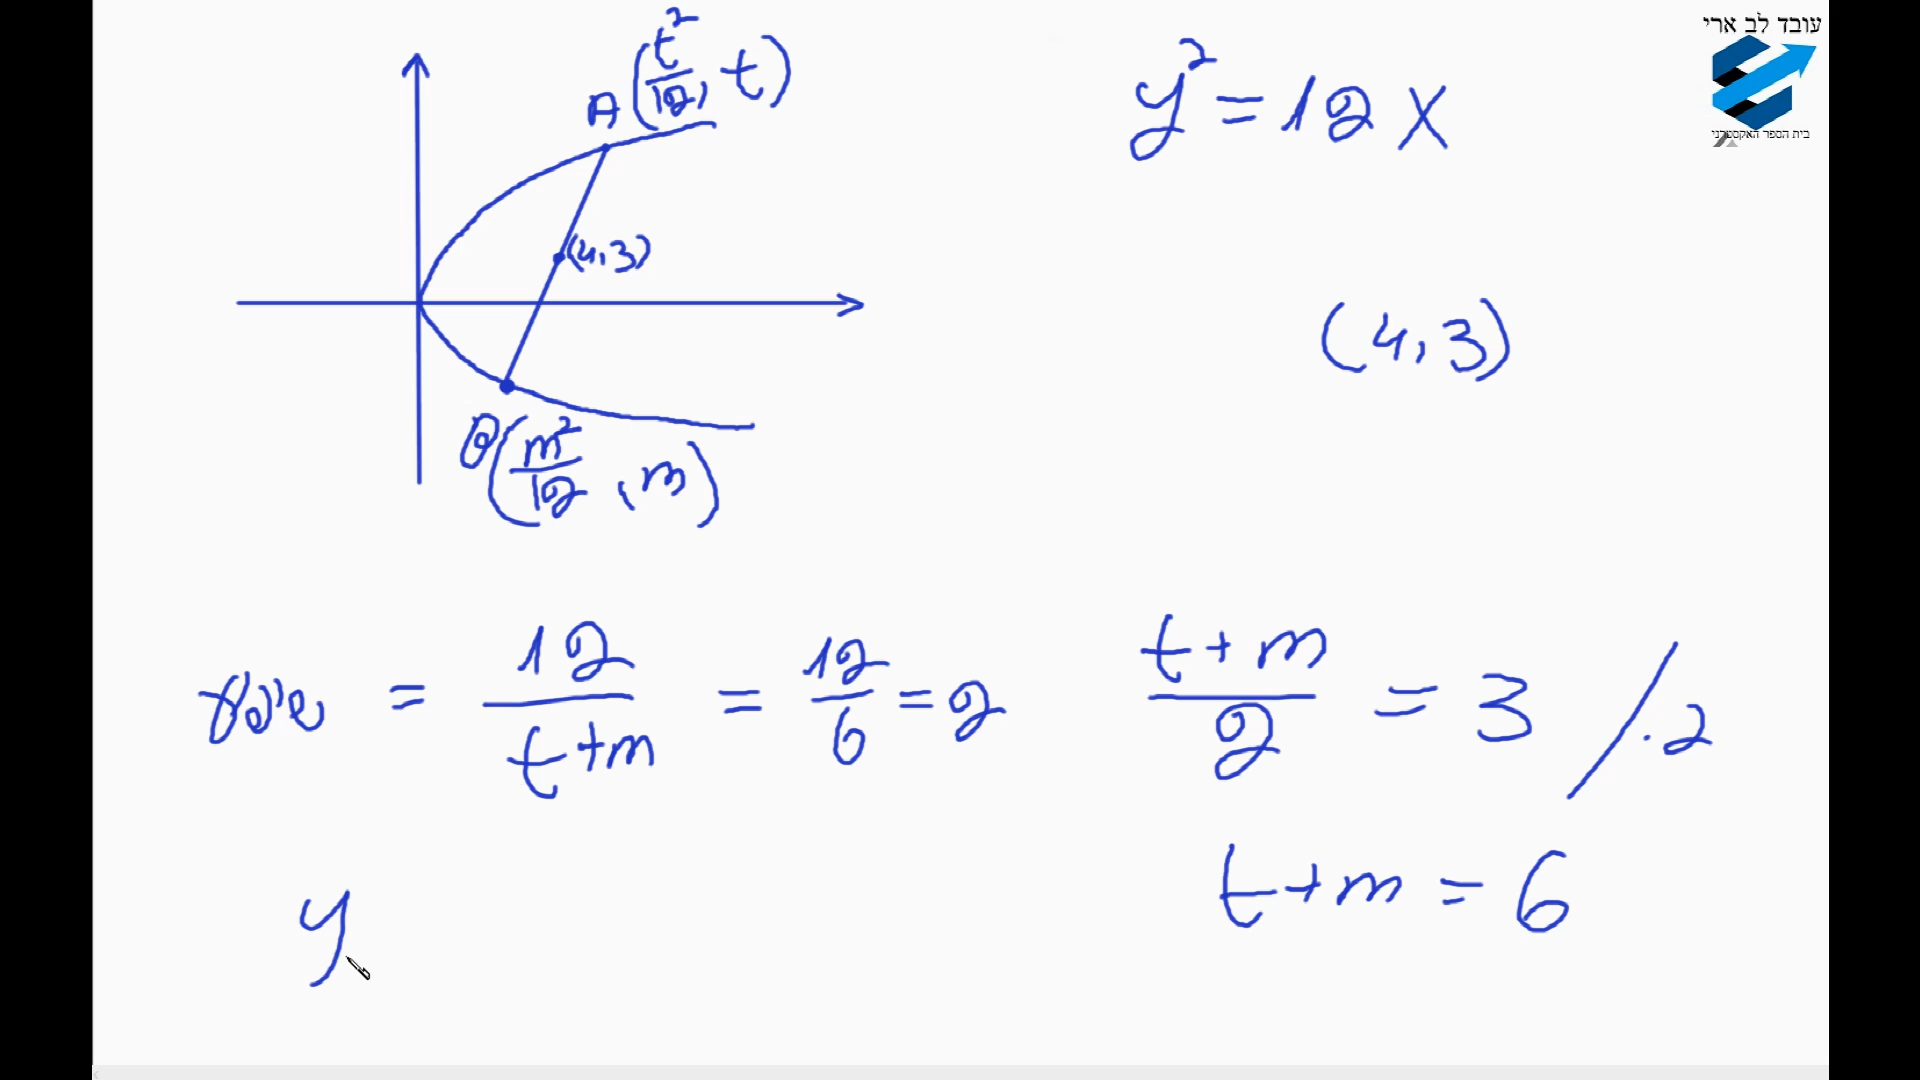 עובד לב ארי
בית הספר האקסטרני
A (t²/12, t)
y² = 12x
(4,3)
(4,3)
B (m²/12, m)
שיפוע = 12/(t+m) = 12/6 = 2
(t+m)/2 = 3 /·2
t+m = 6
y